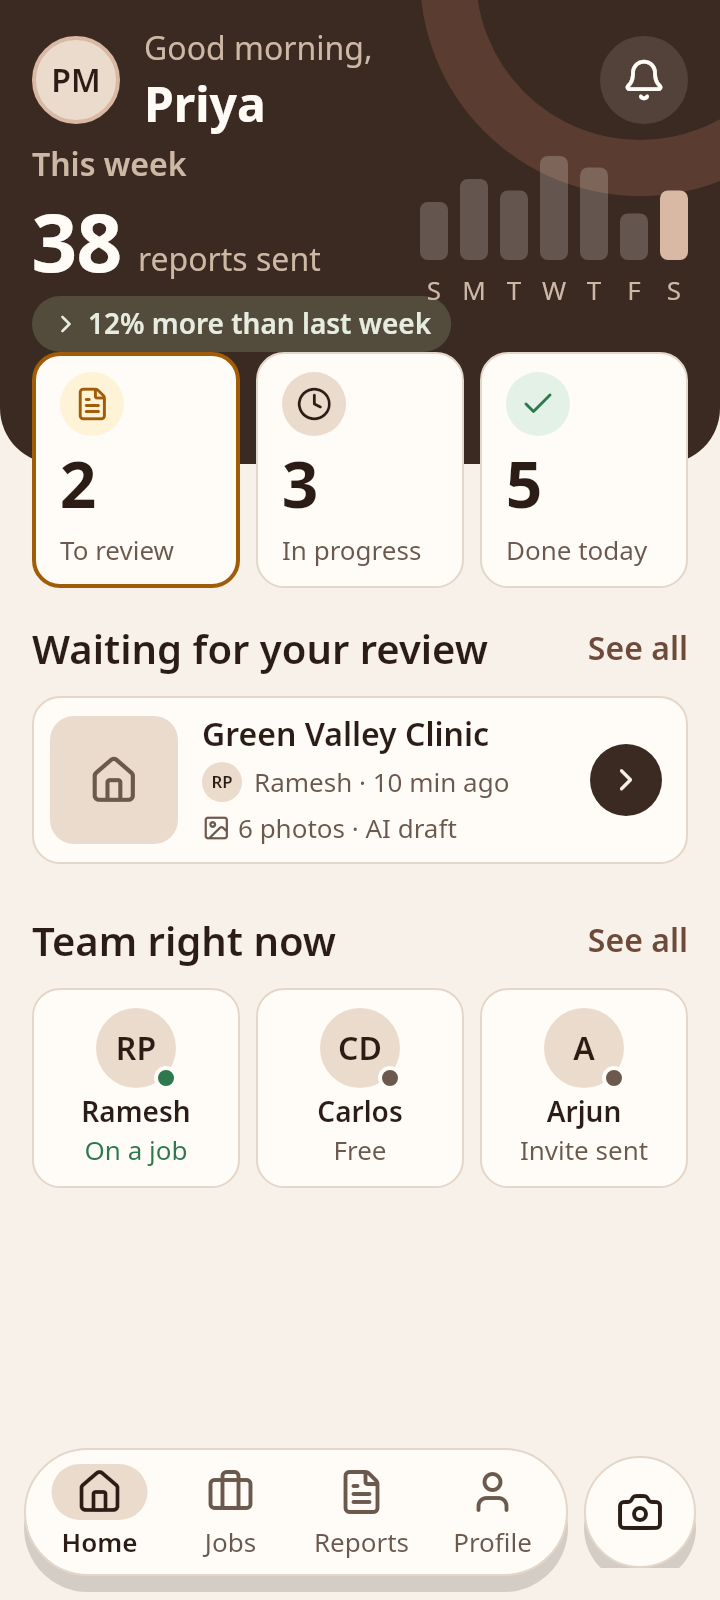 PM
Good morning,
Priya
This week
38 reports sent
S M T W T F S
12% more than last week
2
To review
3
In progress
5
Done today
Waiting for your review
See all
Green Valley Clinic
RP Ramesh · 10 min ago
6 photos · AI draft
Team right now
See all
RP
Ramesh
On a job
CD
Carlos
Free
A
Arjun
Invite sent
Home
Jobs
Reports
Profile